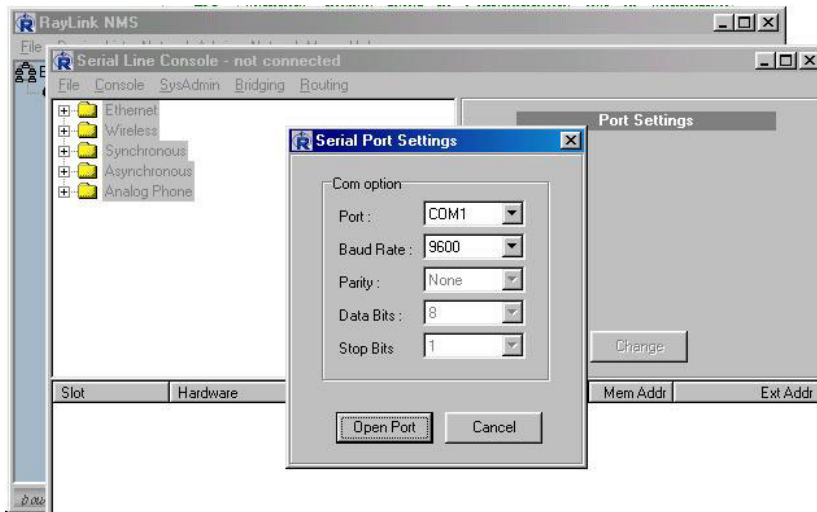 RayLink NMS
File
Serial Line Console - not connected
File Console SysAdmin Bridging Routing
Ethernet
Wireless
Synchronous
Asynchronous
Analog Phone
Port Settings
Serial Port Settings
Com option
Port : COM1
Baud Rate : 9600
Parity : None
Data Bits : 8
Stop Bits 1
Change
Slot Hardware Mem Addr Ext Addr
Open Port Cancel